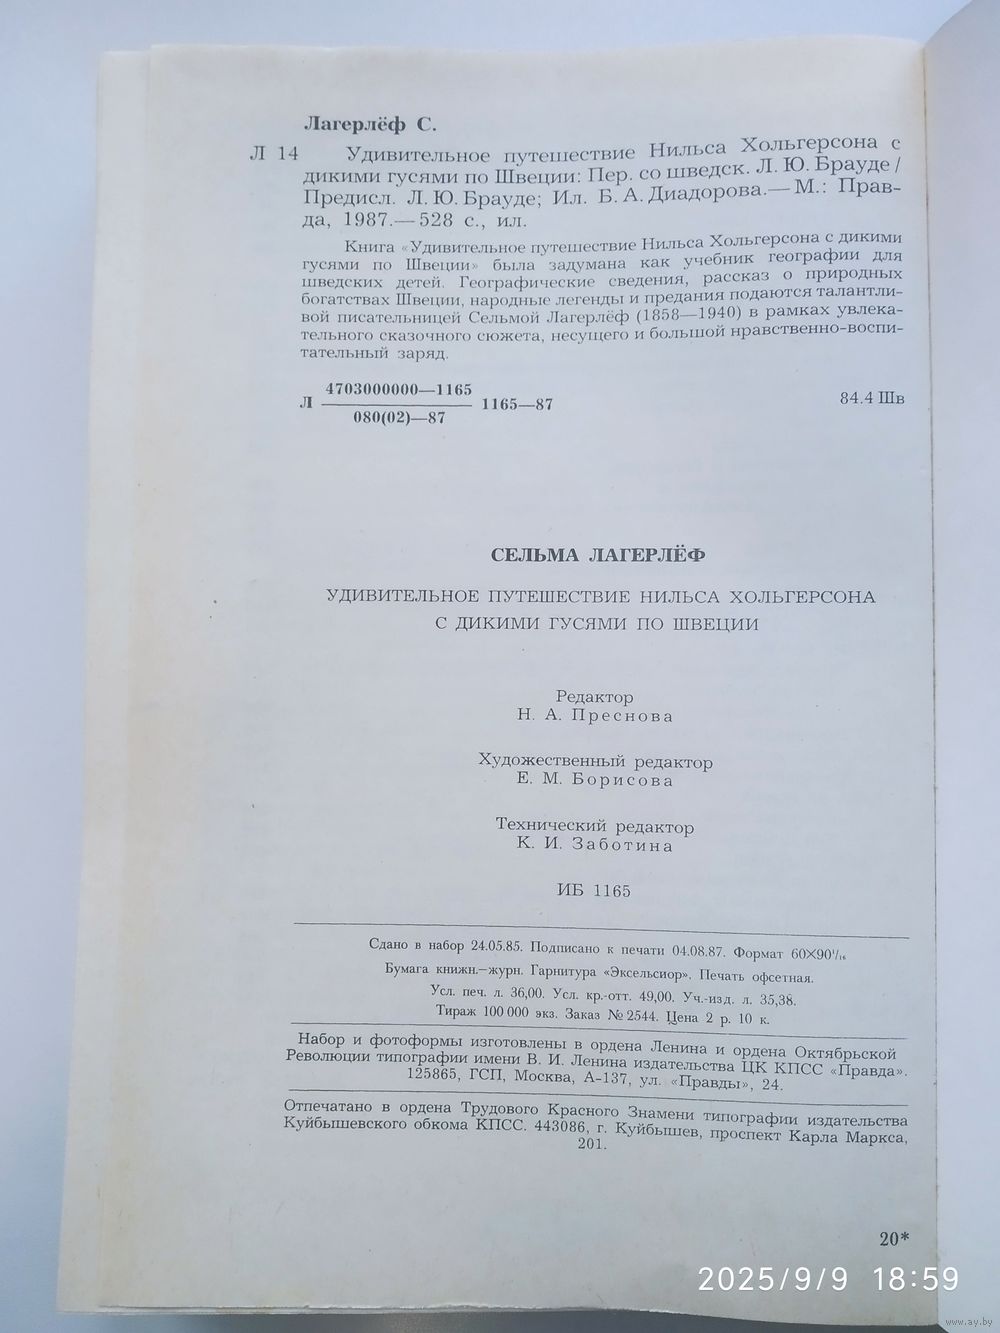 Лагерлёф С.
Л 14 Удивительное путешествие Нильса Хольгерсона с
дикими гусями по Швеции: Пер. со шведск. Л. Ю. Брауде /
Предисл. Л. Ю. Брауде; Ил. Б. А. Диадорова.— М.: Прав-
да, 1987.— 528 с., ил.
Книга «Удивительное путешествие Нильса Хольгерсона с дикими
гусями по Швеции» была задумана как учебник географии для
шведских детей. Географические сведения, рассказ о природных
богатствах Швеции, народные легенды и предания подаются талантли-
вой писательницей Сельмой Лагерлёф (1858—1940) в рамках увлека-
тельного сказочного сюжета, несущего и большой нравственно-воспи-
тательный заряд.
4703000000—1165
Л 1165—87 84.4 Шв
080(02)—87
СЕЛЬМА ЛАГЕРЛЁФ
УДИВИТЕЛЬНОЕ ПУТЕШЕСТВИЕ НИЛЬСА ХОЛЬГЕРСОНА
С ДИКИМИ ГУСЯМИ ПО ШВЕЦИИ
Редактор
Н. А. Преснова
Художественный редактор
Е. М. Борисова
Технический редактор
К. И. Заботина
ИБ 1165
Сдано в набор 24.05.85. Подписано к печати 04.08.87. Формат 60×90¹/₁₆
Бумага книжн.–журн. Гарнитура «Эксельсиор». Печать офсетная.
Усл. печ. л. 36,00. Усл. кр.-отт. 49,00. Уч.-изд. л. 35,38.
Тираж 100 000 экз. Заказ № 2544. Цена 2 р. 10 к.
Набор и фотоформы изготовлены в ордена Ленина и ордена Октябрьской
Революции типографии имени В. И. Ленина издательства ЦК КПСС «Правда».
125865, ГСП, Москва, А-137, ул. «Правды», 24.
Отпечатано в ордена Трудового Красного Знамени типографии издательства
Куйбышевского обкома КПСС. 443086, г. Куйбышев, проспект Карла Маркса,
201.
20*
2025/9/9 18:59
www.ay.by